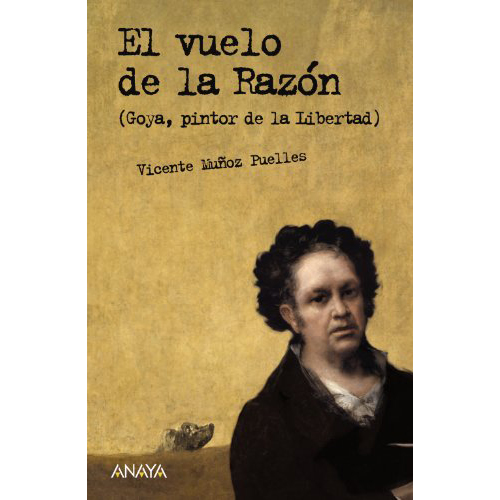 El vuelo
de la Razón
(Goya, pintor de la Libertad)
Vicente Muñoz Puelles
ANAYA